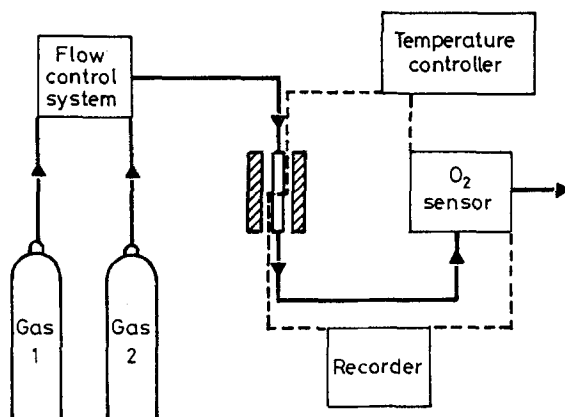 Flow
control
system
Temperature
controller
O₂
sensor
Gas
1
Gas
2
Recorder